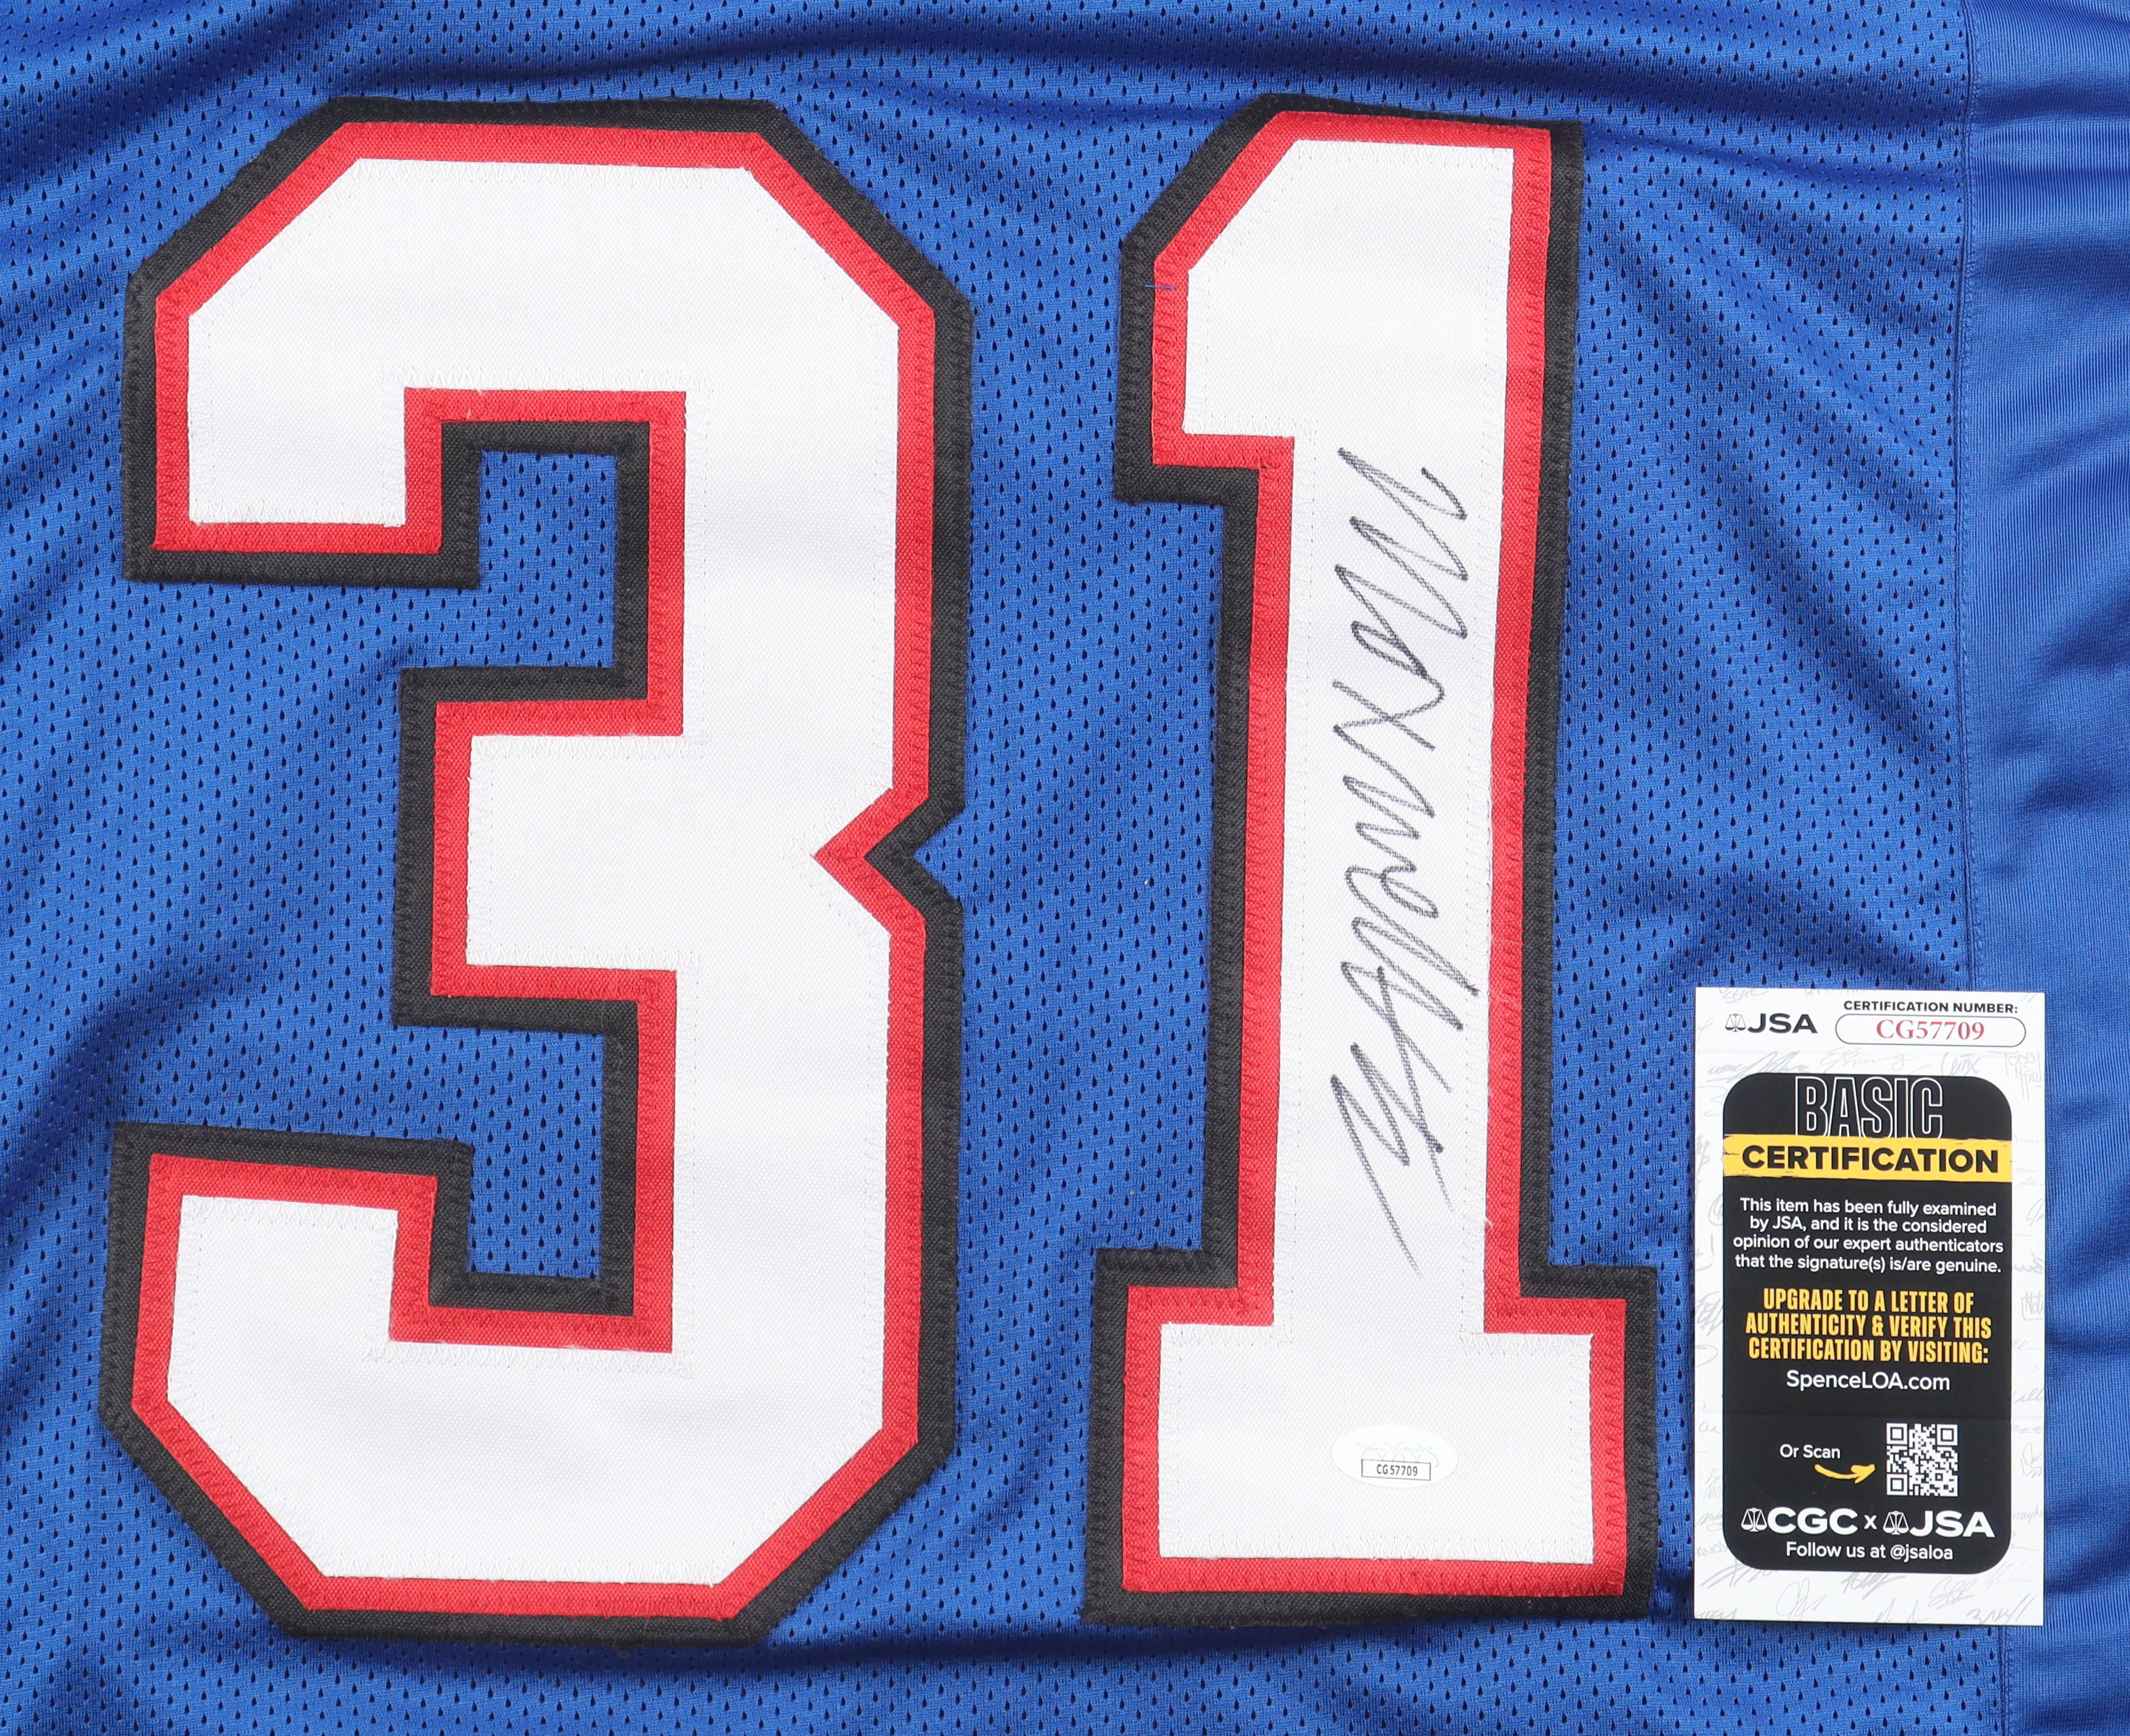 31
JSA
CERTIFICATION NUMBER:
CG57709
BASIC
CERTIFICATION
This item has been fully examined
by JSA, and it is the considered
opinion of our expert authenticators
that the signature(s) is/are genuine.
UPGRADE TO A LETTER OF
AUTHENTICITY & VERIFY THIS
CERTIFICATION BY VISITING:
SpenceLOA.com
Or Scan
CGC x JSA
Follow us at @jsaloa
CG57709